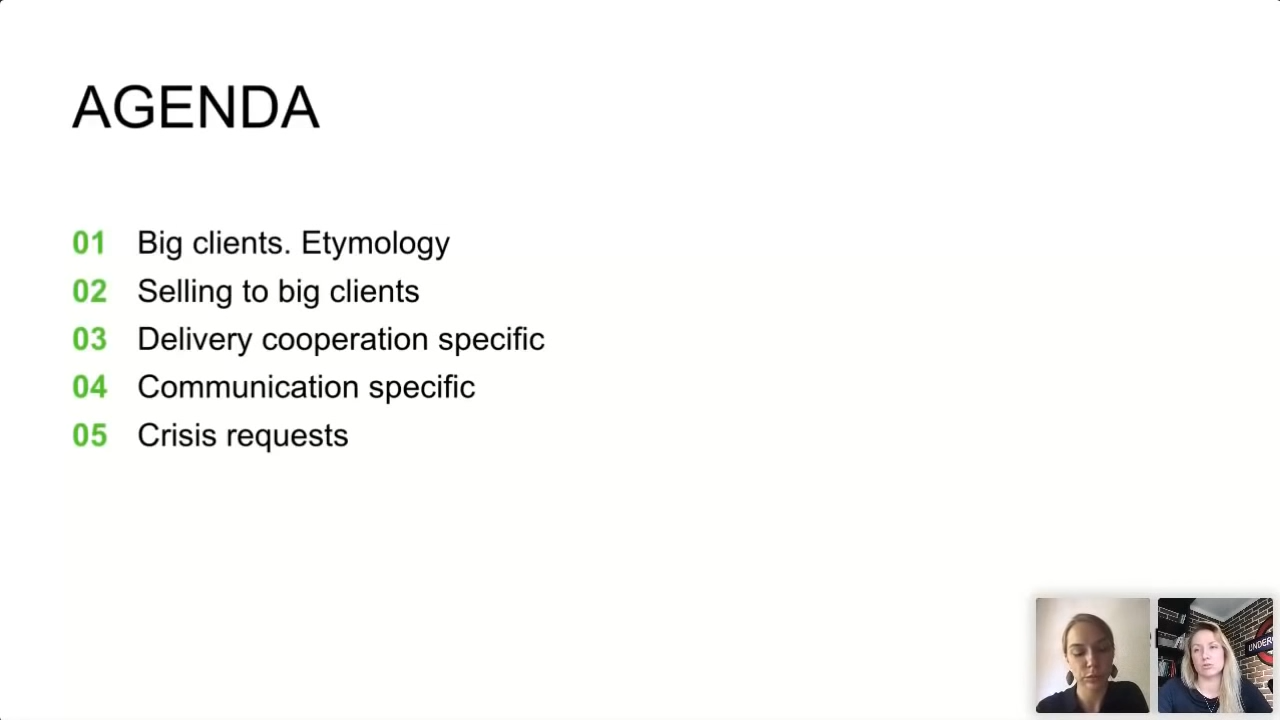 AGENDA
01 Big clients. Etymology
02 Selling to big clients
03 Delivery cooperation specific
04 Communication specific
05 Crisis requests